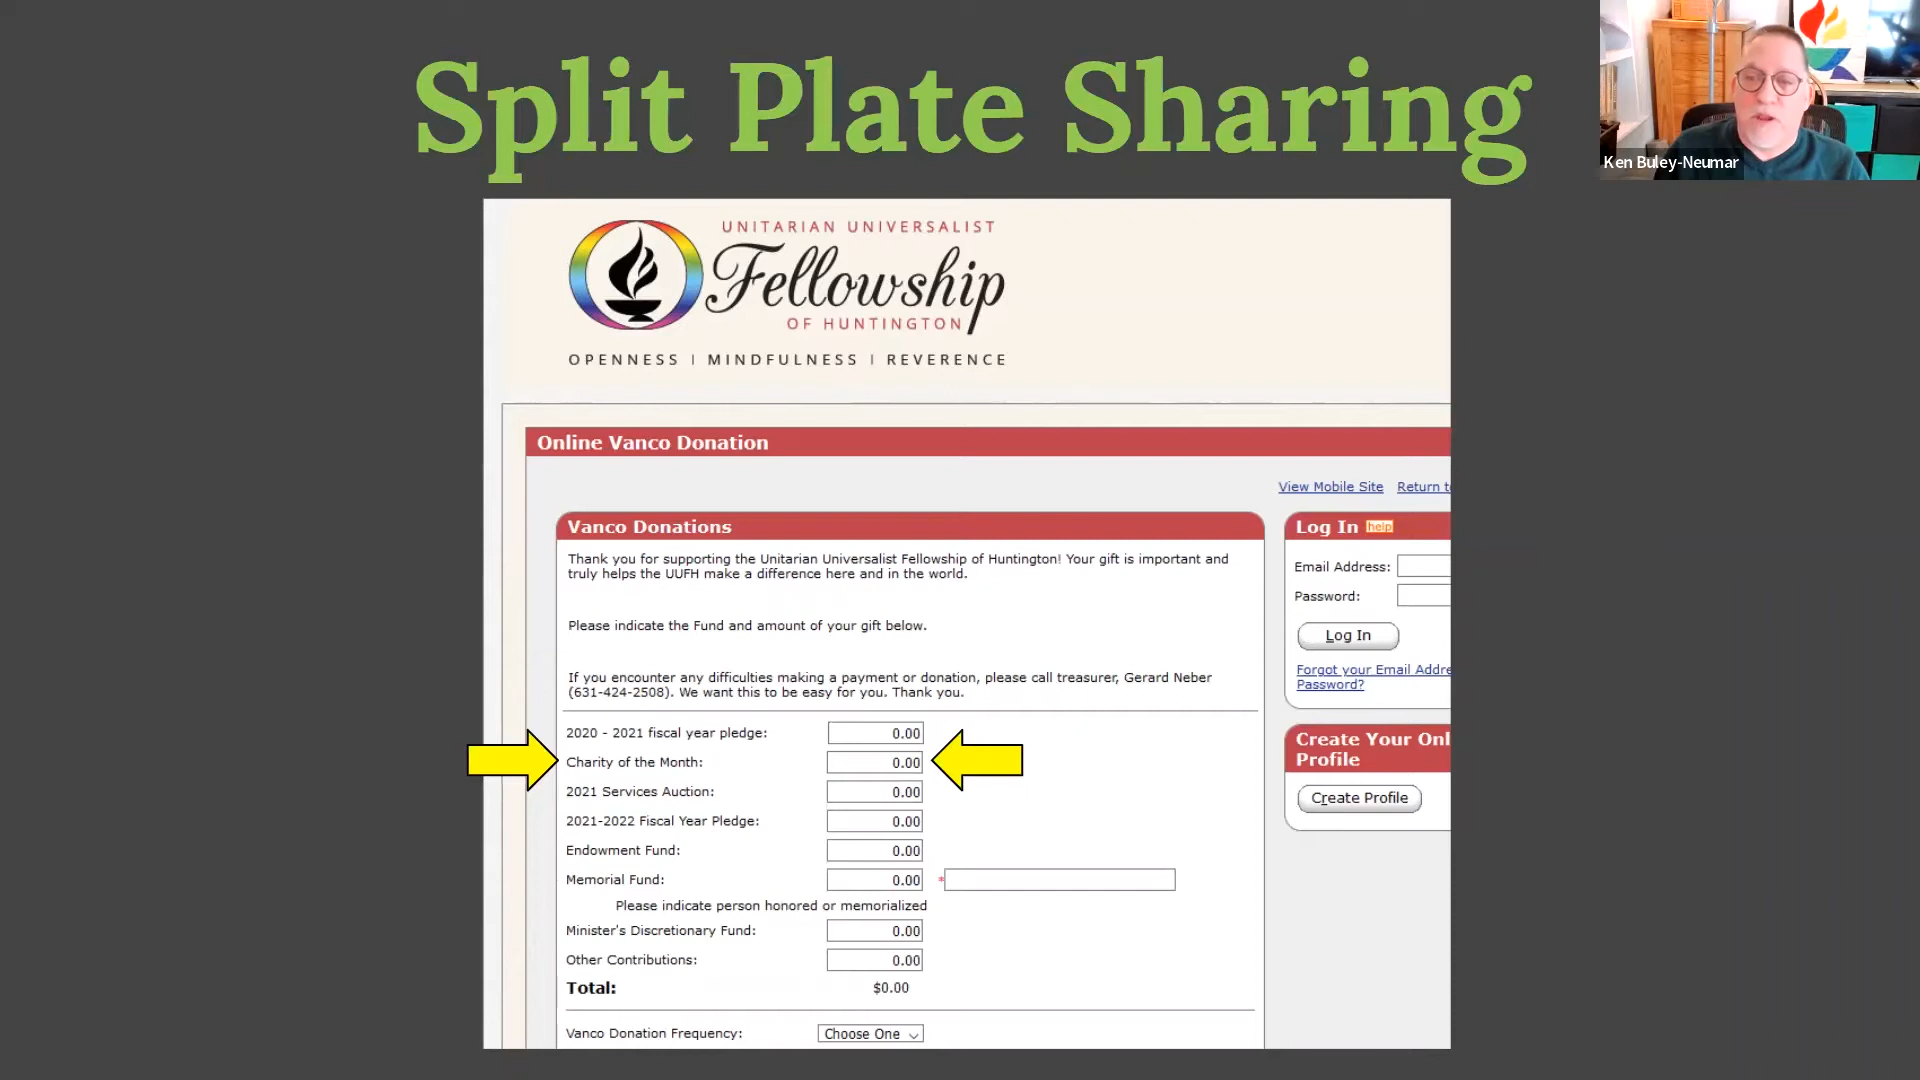 Split Plate Sharing
Ken Buley-Neumar
UNITARIAN UNIVERSALIST
Fellowship
OF HUNTINGTON
OPENNESS | MINDFULNESS | REVERENCE
Online Vanco Donation
View Mobile Site Return t
Vanco Donations
Thank you for supporting the Unitarian Universalist Fellowship of Huntington! Your gift is important and
truly helps the UUFH make a difference here and in the world.
Please indicate the Fund and amount of your gift below.
If you encounter any difficulties making a payment or donation, please call treasurer, Gerard Neber
(631-424-2508). We want this to be easy for you. Thank you.
2020 - 2021 fiscal year pledge: 0.00
Charity of the Month: 0.00
2021 Services Auction: 0.00
2021-2022 Fiscal Year Pledge: 0.00
Endowment Fund: 0.00
Memorial Fund: 0.00 *
Please indicate person honored or memorialized
Minister's Discretionary Fund: 0.00
Other Contributions: 0.00
Total: $0.00
Vanco Donation Frequency: Choose One
Log In help
Email Address:
Password:
Log In
Forgot your Email Addre
Password?
Create Your Onl
Profile
Create Profile